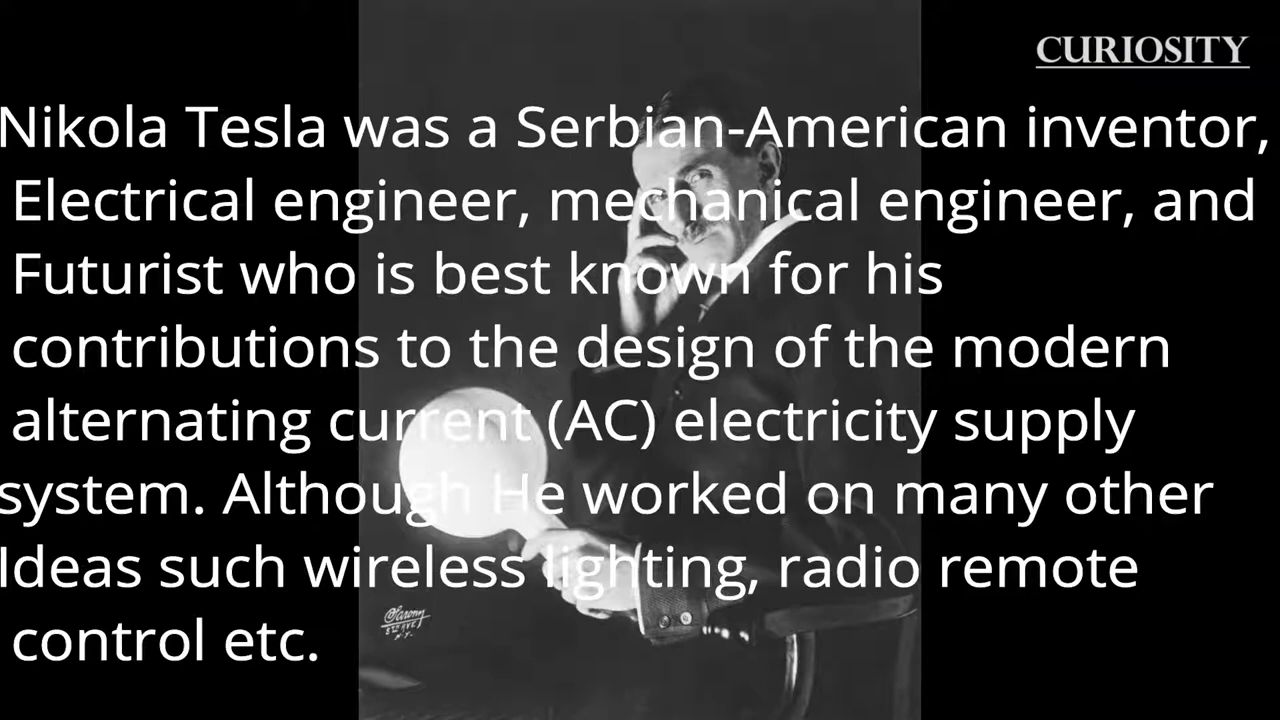 CURIOSITY
Nikola Tesla was a Serbian-American inventor,
Electrical engineer, mechanical engineer, and
Futurist who is best known for his
contributions to the design of the modern
alternating current (AC) electricity supply
system. Although He worked on many other
Ideas such wireless lighting, radio remote
control etc.